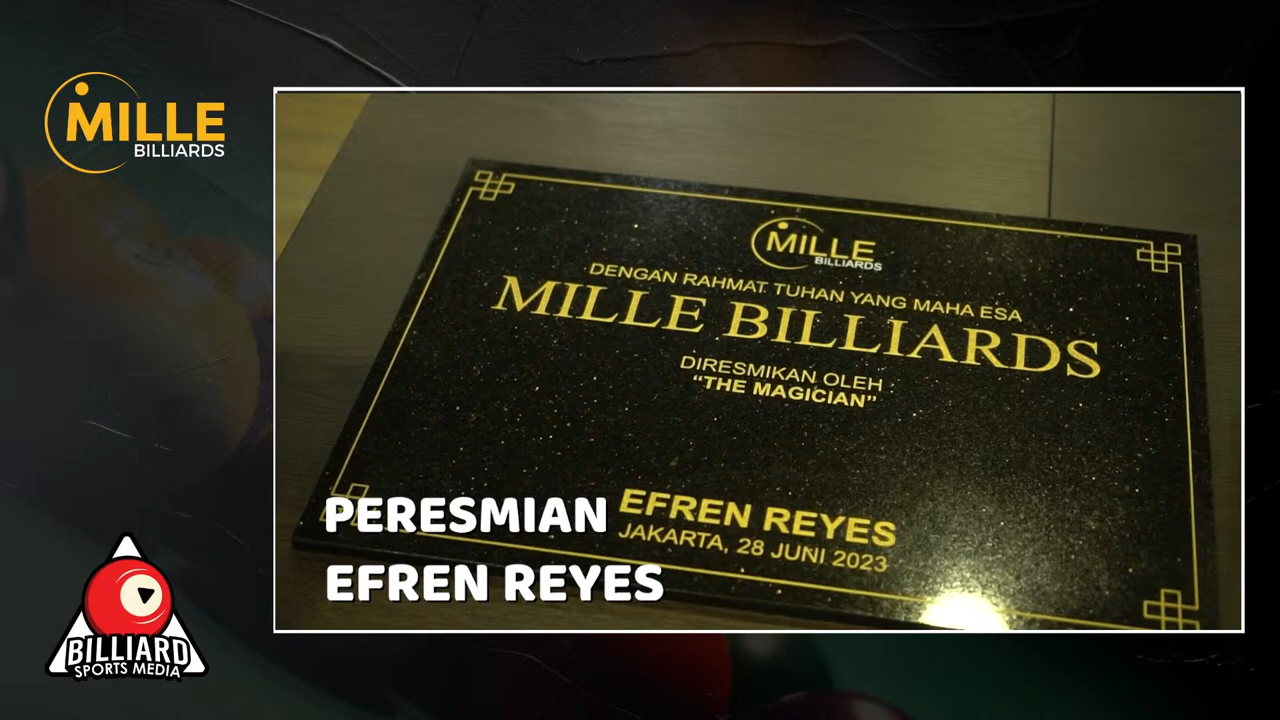 MILLE
BILLIARDS
MILLE
BILLIARDS
DENGAN RAHMAT TUHAN YANG MAHA ESA
MILLE BILLIARDS
DIRESMIKAN OLEH
“THE MAGICIAN”
EFREN REYES
JAKARTA, 28 JUNI 2023
PERESMIAN
EFREN REYES
BILLIARD
SPORTS MEDIA